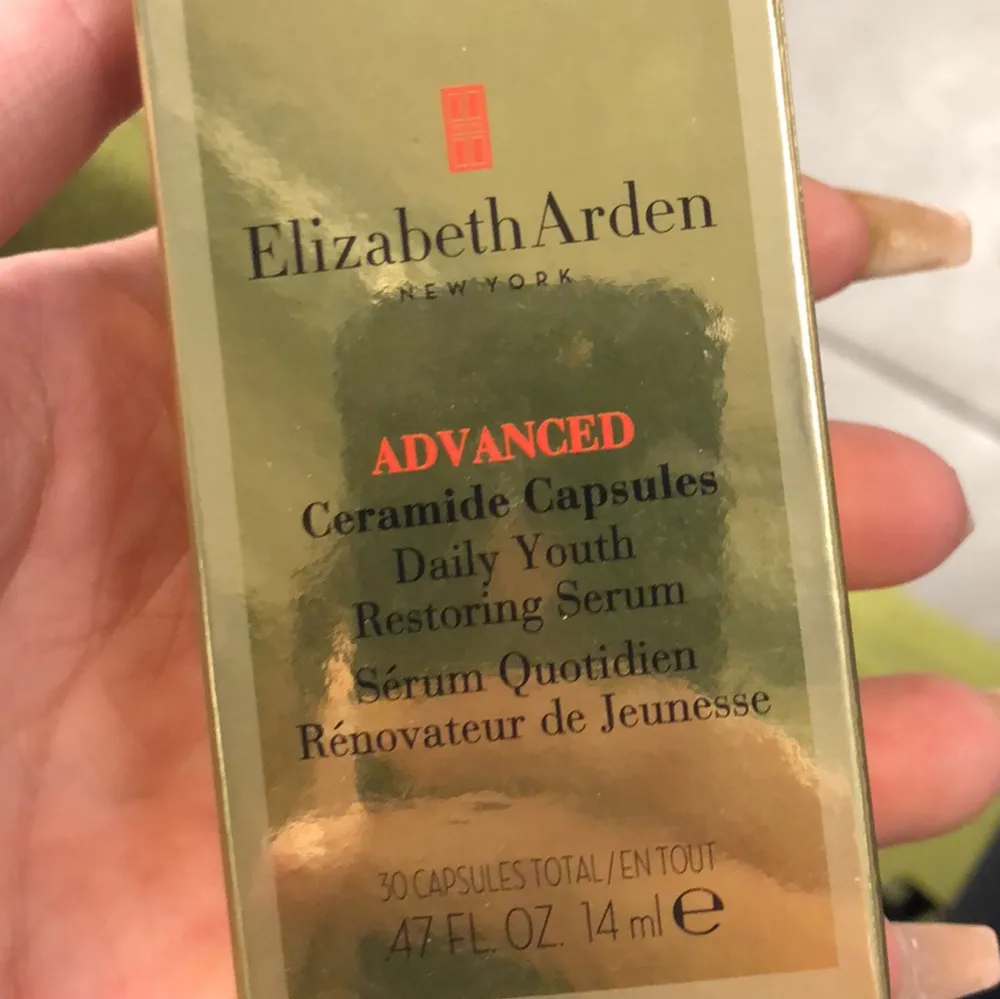 Elizabeth Arden
NEW YORK
ADVANCED
Ceramide Capsules
Daily Youth
Restoring Serum
Sérum Quotidien
Rénovateur de Jeunesse
30 CAPSULES TOTAL/EN TOUT
.47 FL. OZ. 14 ml ℮